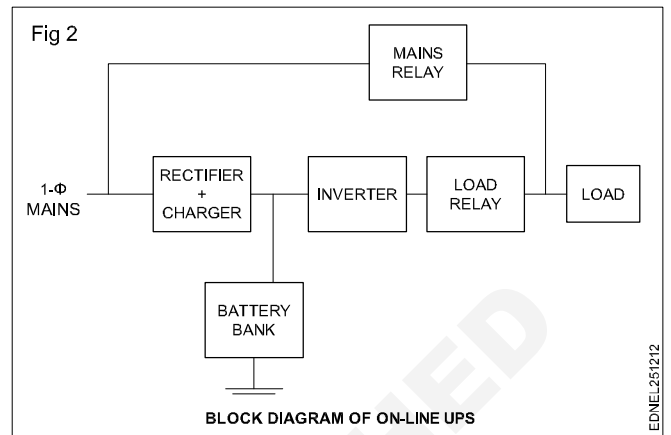 Fig 2
MAINS
RELAY
1-Φ
MAINS
RECTIFIER
+
CHARGER
INVERTER
LOAD
RELAY
LOAD
BATTERY
BANK
BLOCK DIAGRAM OF ON-LINE UPS
EDNEL251212